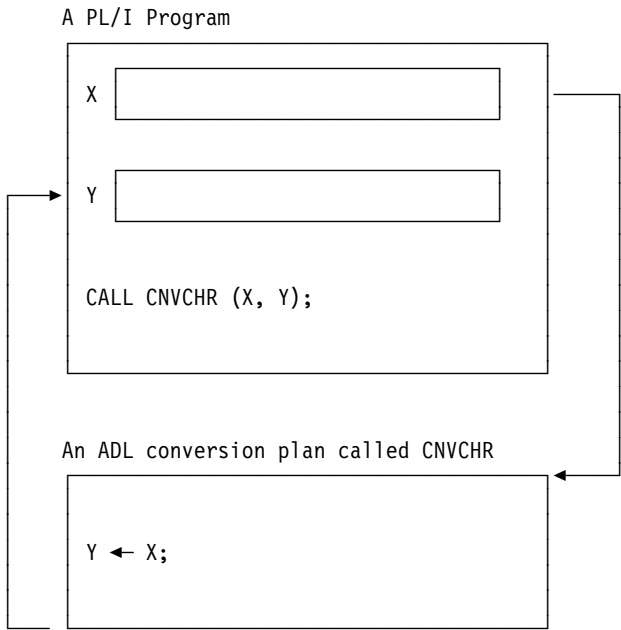 A PL/I Program
X
Y
CALL CNVCHR (X, Y);
An ADL conversion plan called CNVCHR
Y ← X;